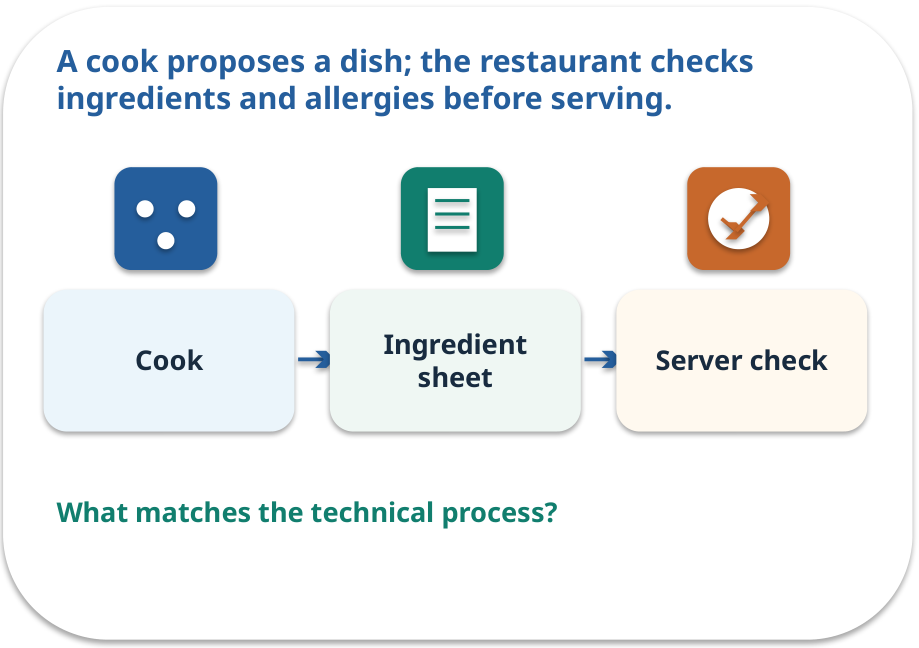 A cook proposes a dish; the restaurant checks
ingredients and allergies before serving.
Cook
Ingredient
sheet
Server check
What matches the technical process?